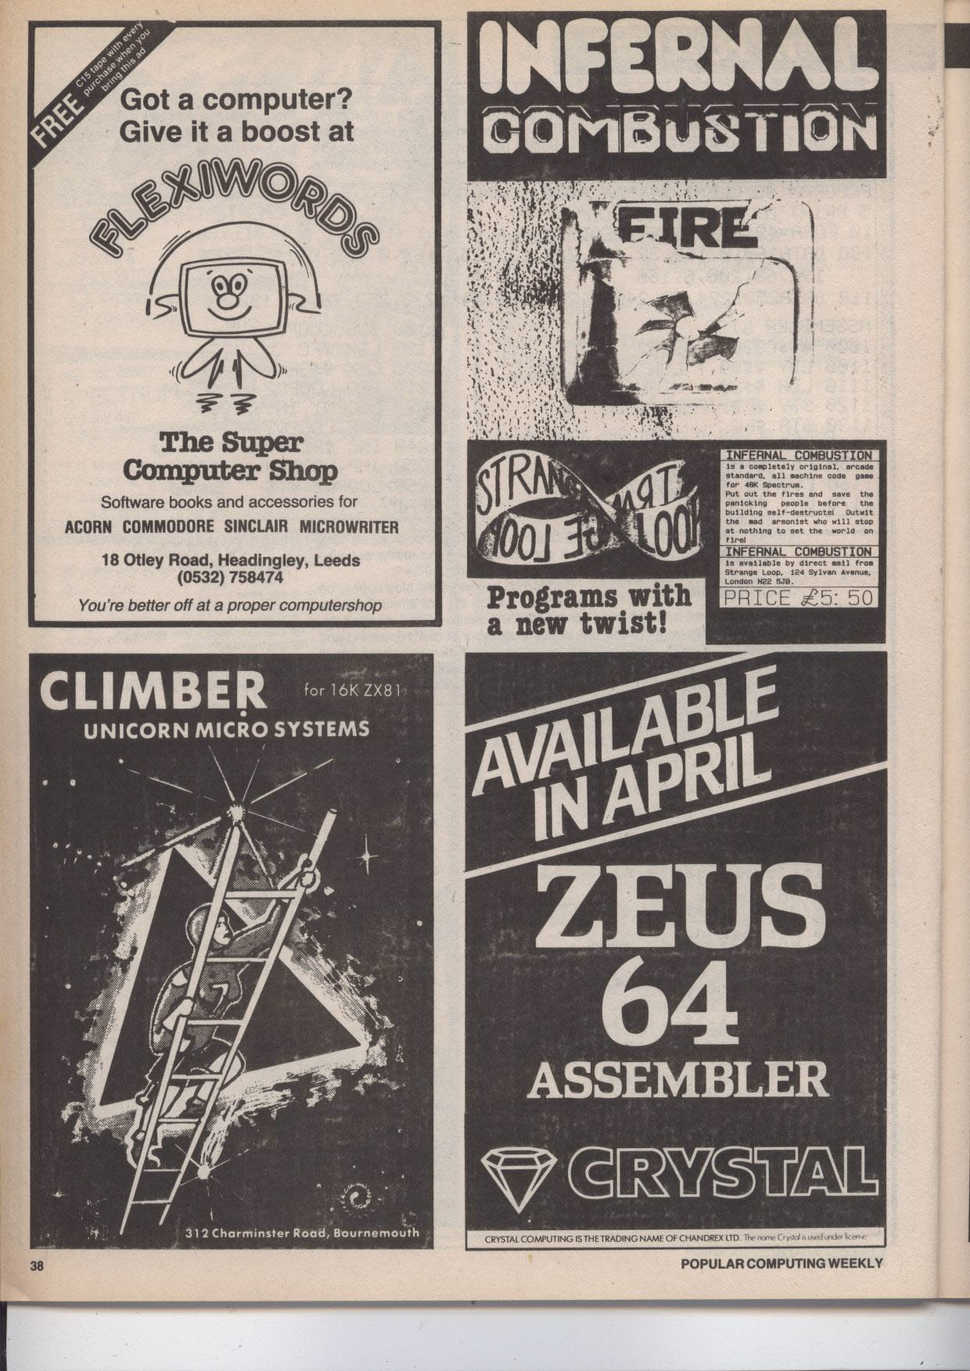 FREE
C15 tape with every
purchase when you
bring this ad
Got a computer?
Give it a boost at
FLEXIWORDS
The Super
Computer Shop
Software books and accessories for
ACORN COMMODORE SINCLAIR MICROWRITER
18 Otley Road, Headingley, Leeds
(0532) 758474
You're better off at a proper computershop
INFERNAL
COMBUSTION
FIRE
STRANGE LOOP
Programs with
a new twist!
INFERNAL COMBUSTION
is a completely original, arcade
standard, all machine code game
for 48K Spectrum.
Put out the fires and save the
panicking people before the
building self-destructs! Outwit
the mad arsonist who will stop
at nothing to set the world on
fire!
INFERNAL COMBUSTION
is available by direct mail from
Strange Loop, 124 Sylvan Avenue,
London N22 5JB.
PRICE £5: 50
CLIMBER for 16K ZX81
UNICORN MICRO SYSTEMS
312 Charminster Road, Bournemouth
AVAILABLE
IN APRIL
ZEUS
64
ASSEMBLER
CRYSTAL
CRYSTAL COMPUTING IS THE TRADING NAME OF CHANDREX LTD. The name Crystal is used under license
38
POPULAR COMPUTING WEEKLY